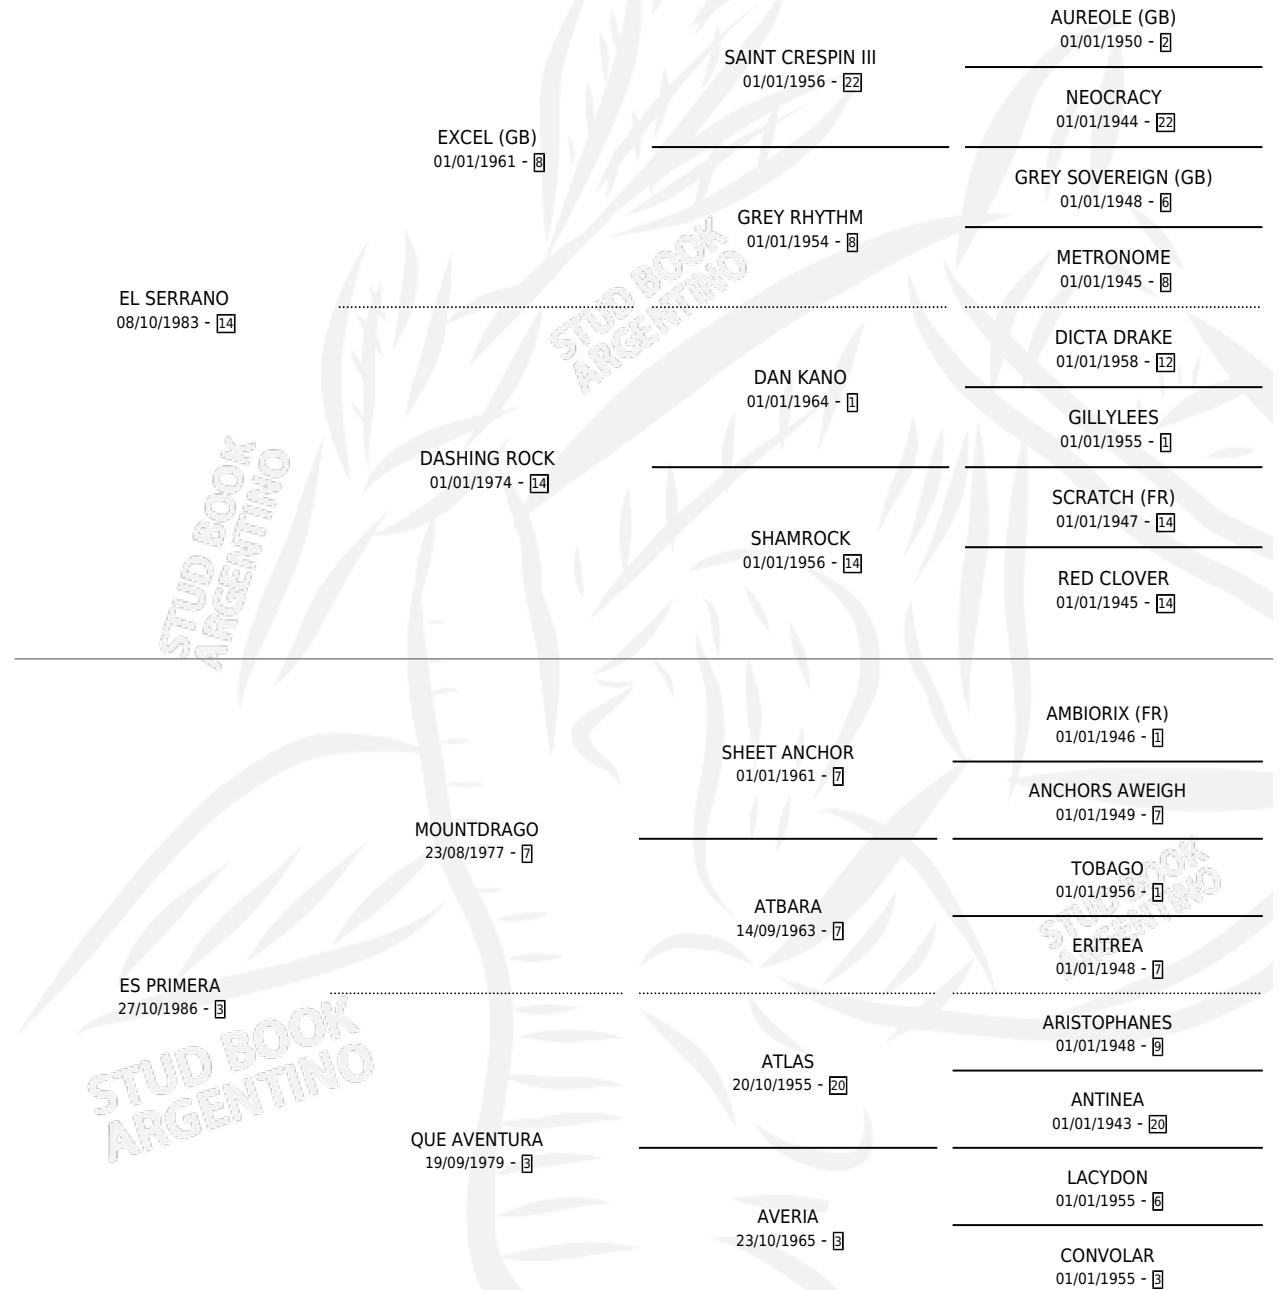 AUREOLE (GB)
01/01/1950 - 2
SAINT CRESPIN III
01/01/1956 - 22
NEOCRACY
01/01/1944 - 22
EXCEL (GB)
01/01/1961 - 8
GREY SOVEREIGN (GB)
01/01/1948 - 6
GREY RHYTHM
01/01/1954 - 8
METRONOME
01/01/1945 - 8
EL SERRANO
08/10/1983 - 14
DICTA DRAKE
01/01/1958 - 12
DAN KANO
01/01/1964 - 1
GILLYLEES
01/01/1955 - 1
DASHING ROCK
01/01/1974 - 14
SCRATCH (FR)
01/01/1947 - 14
SHAMROCK
01/01/1956 - 14
RED CLOVER
01/01/1945 - 14
AMBIORIX (FR)
01/01/1946 - 1
SHEET ANCHOR
01/01/1961 - 7
ANCHORS AWEIGH
01/01/1949 - 7
MOUNTDRAGO
23/08/1977 - 7
TOBAGO
01/01/1956 - 1
ATBARA
14/09/1963 - 7
ERITREA
01/01/1948 - 7
ES PRIMERA
27/10/1986 - 3
ARISTOPHANES
01/01/1948 - 9
ATLAS
20/10/1955 - 20
ANTINEA
01/01/1943 - 20
QUE AVENTURA
19/09/1979 - 3
LACYDON
01/01/1955 - 6
AVERIA
23/10/1965 - 3
CONVOLAR
01/01/1955 - 3
STUD BOOK
ARGENTINO
STUD BOOK
ARGENTINO
STUD BOOK
ARGENTINO
STUD BOOK
ARGENTINO